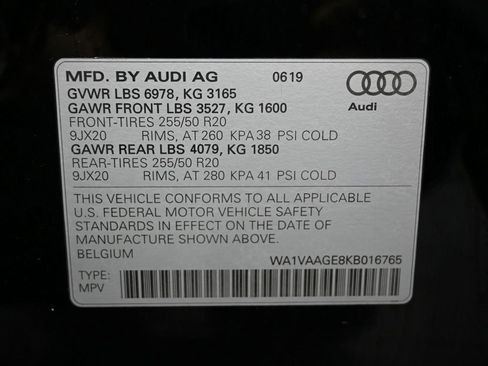 MFD. BY AUDI AG 0619
GVWR LBS 6978, KG 3165
GAWR FRONT LBS 3527, KG 1600
FRONT-TIRES 255/50 R20
9JX20 RIMS, AT 260 KPA 38 PSI COLD
GAWR REAR LBS 4079, KG 1850
REAR-TIRES 255/50 R20
9JX20 RIMS, AT 280 KPA 41 PSI COLD
Audi
THIS VEHICLE CONFORMS TO ALL APPLICABLE
U.S. FEDERAL MOTOR VEHICLE SAFETY
STANDARDS IN EFFECT ON THE DATE OF
MANUFACTURE SHOWN ABOVE.
BELGIUM WA1VAAGE8KB016765
TYPE:
MPV